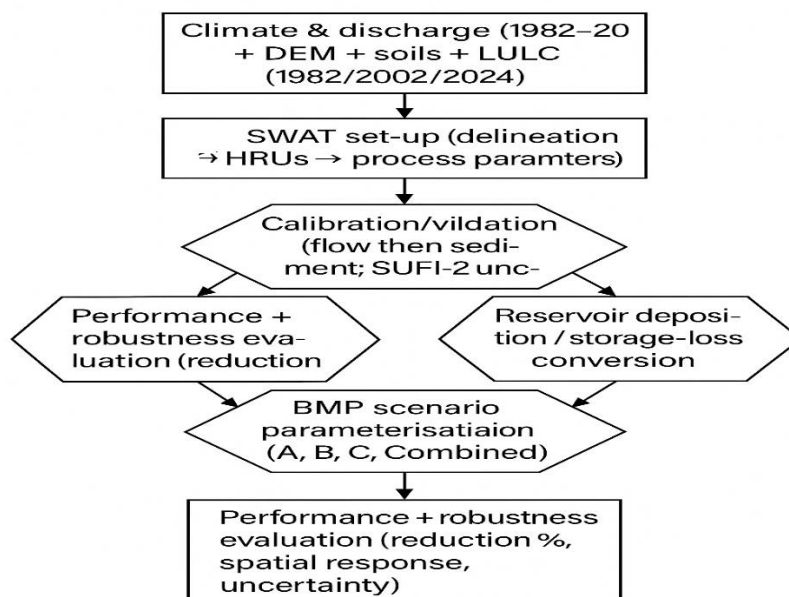 Climate & discharge (1982–20
+ DEM + soils + LULC
(1982/2002/2024)
SWAT set-up (delineation
→ HRUs → process paramters)
Calibration/vildation
(flow then sedi-
ment; SUFI-2 unc-
Performance +
robustness eva-
luation (reduction
Reservoir deposi-
tion / storage-loss
conversion
BMP scenario
parameterisatiaion
(A, B, C, Combined)
Performance + robustness
evaluation (reduction %,
spatial response,
uncertainty)